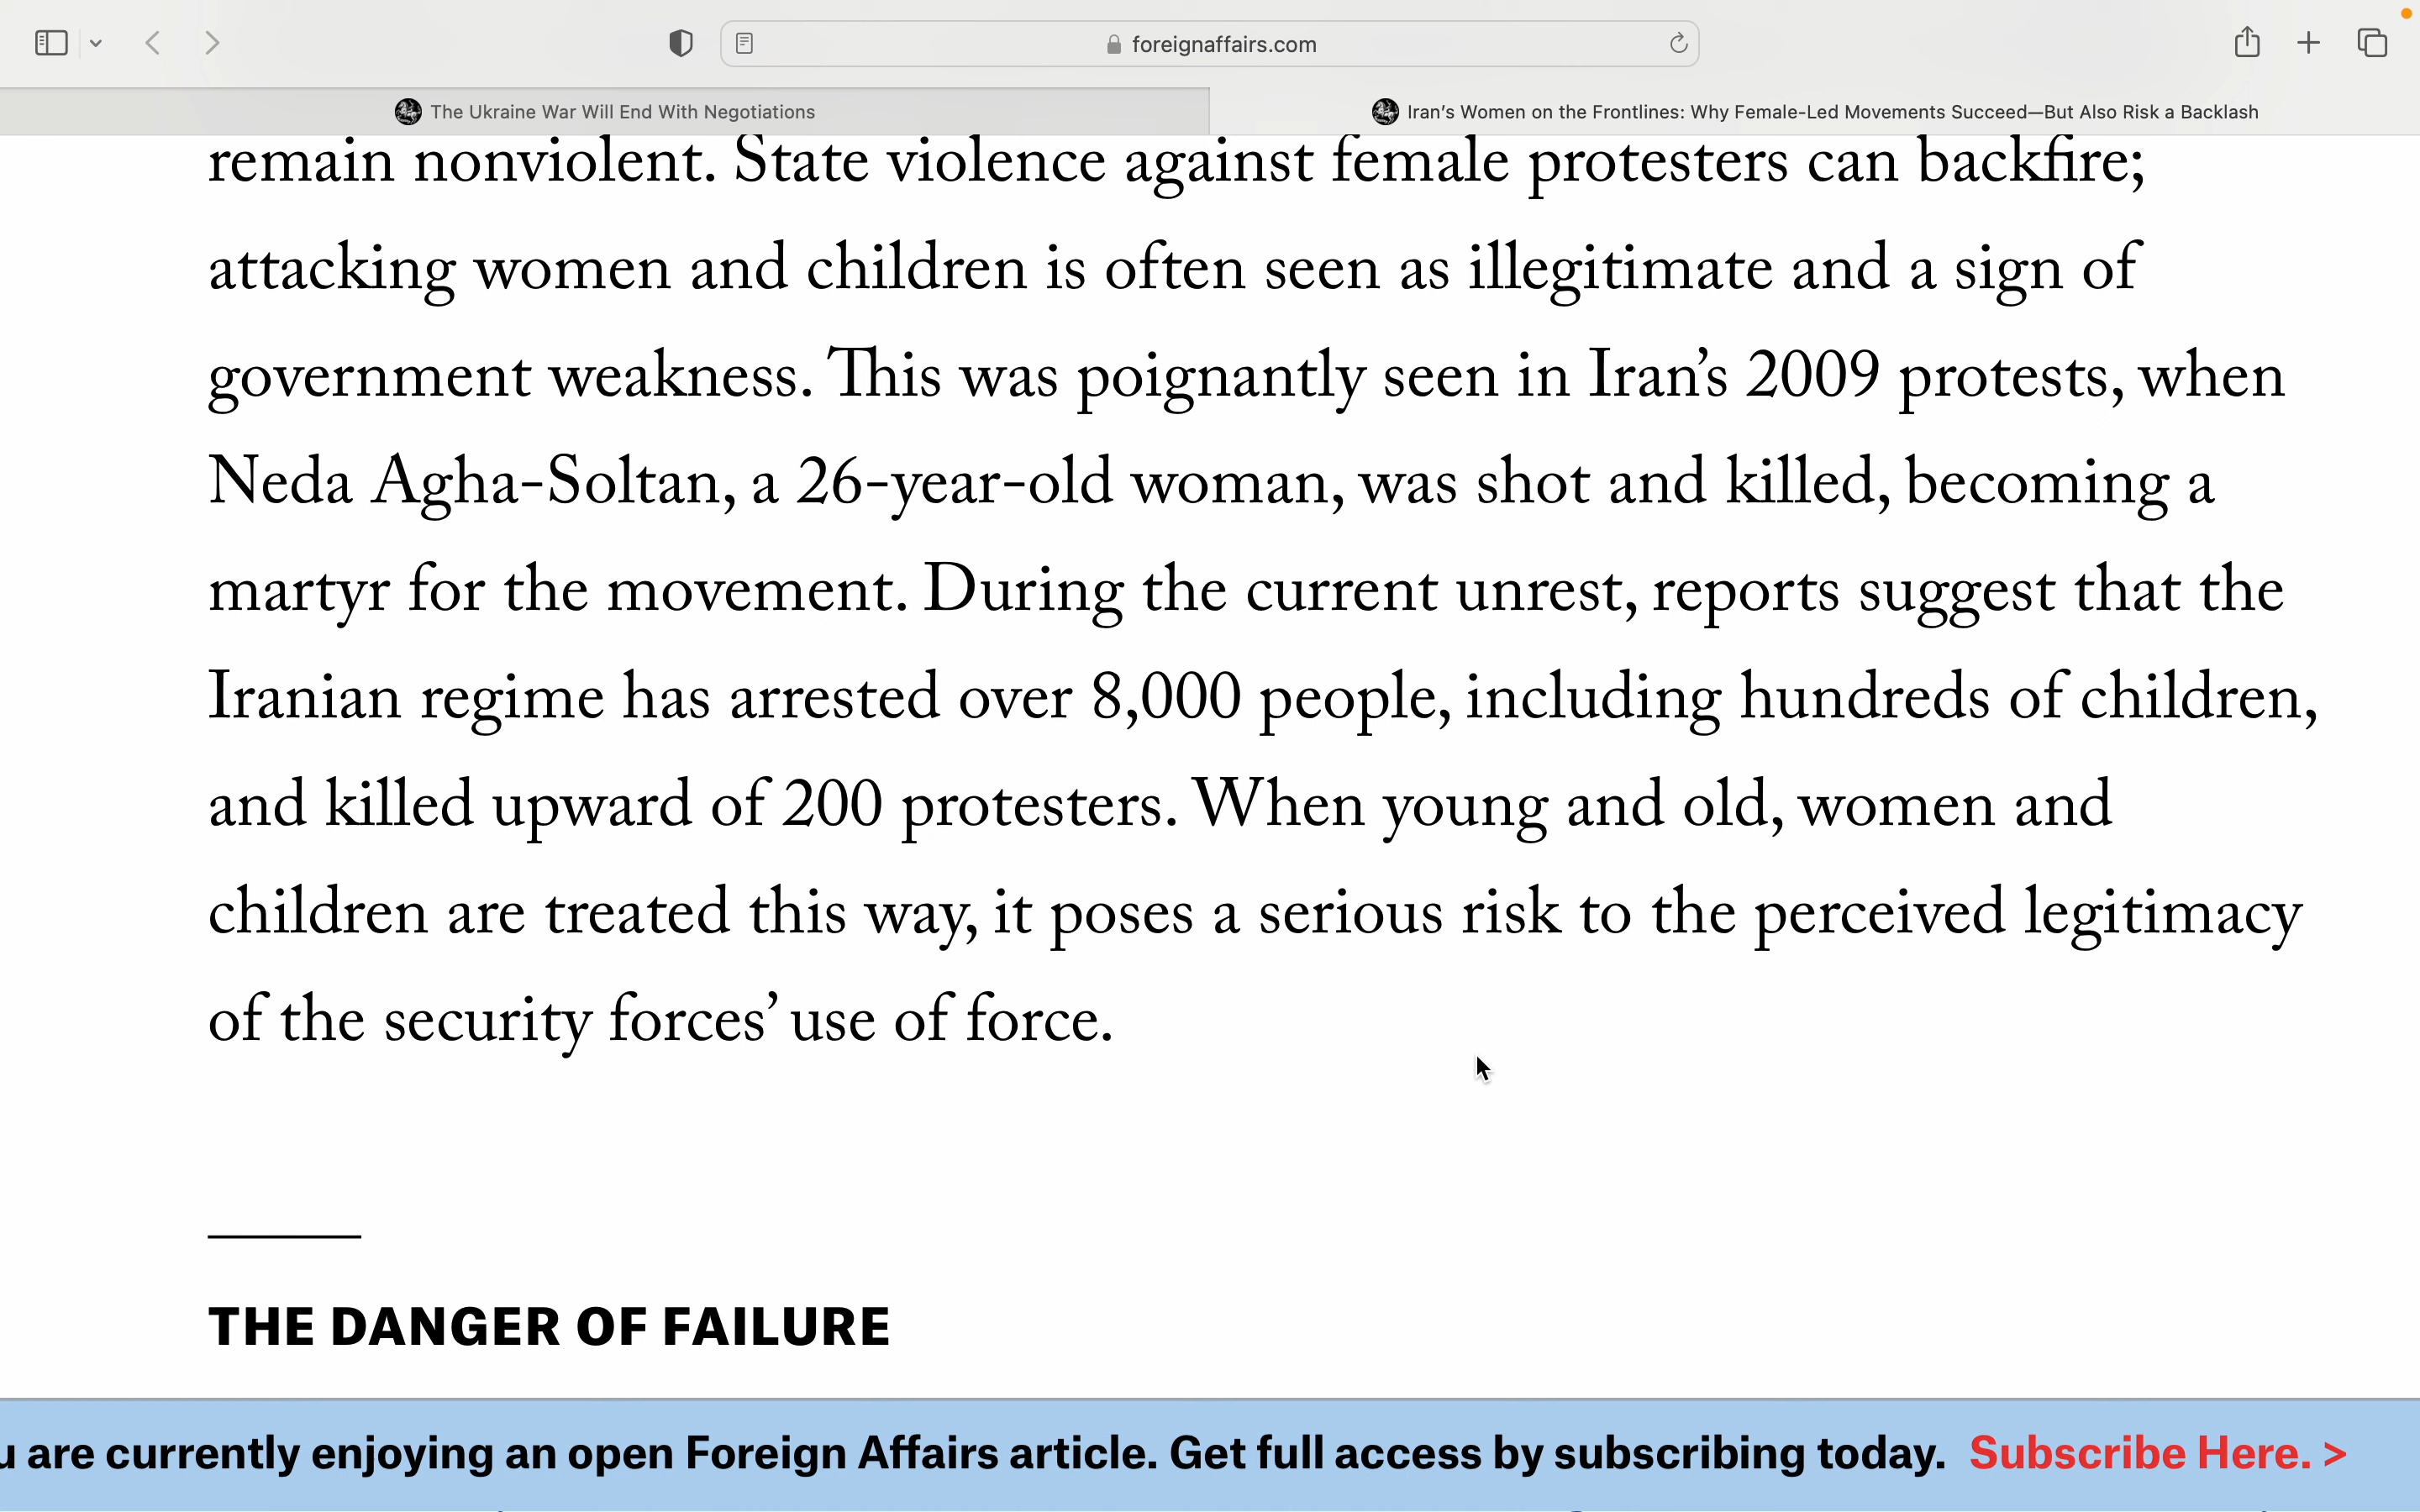 foreignaffairs.com
The Ukraine War Will End With Negotiations
Iran’s Women on the Frontlines: Why Female-Led Movements Succeed—But Also Risk a Backlash
remain nonviolent. State violence against female protesters can backfire;
attacking women and children is often seen as illegitimate and a sign of
government weakness. This was poignantly seen in Iran’s 2009 protests, when
Neda Agha-Soltan, a 26-year-old woman, was shot and killed, becoming a
martyr for the movement. During the current unrest, reports suggest that the
Iranian regime has arrested over 8,000 people, including hundreds of children,
and killed upward of 200 protesters. When young and old, women and
children are treated this way, it poses a serious risk to the perceived legitimacy
of the security forces’ use of force.
THE DANGER OF FAILURE
are currently enjoying an open Foreign Affairs article. Get full access by subscribing today. Subscribe Here. >